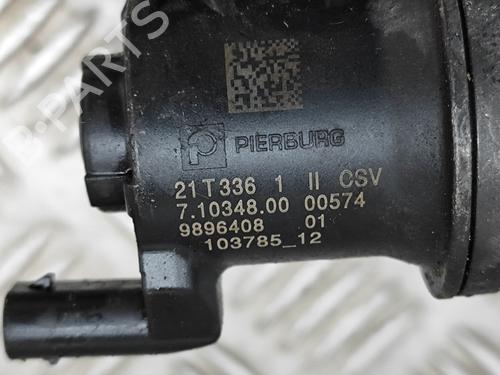 PIERBURG
21T336 1 II CSV
7.10348.00 00574
9896408 01
103785_12
B-PARTS